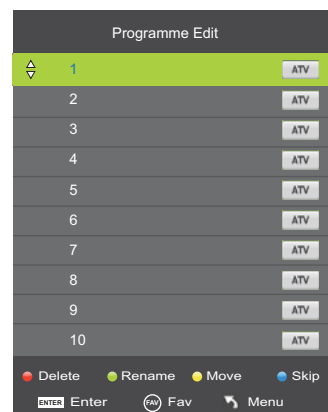 Programme Edit
1 ATV
2 ATV
3 ATV
4 ATV
5 ATV
6 ATV
7 ATV
8 ATV
9 ATV
10 ATV
Delete Rename Move Skip
ENTER Enter FAV Fav Menu